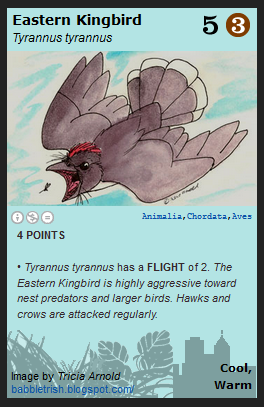 Eastern Kingbird 5 3
Tyrannus tyrannus
Animalia,Chordata,Aves
4 POINTS
• Tyrannus tyrannus has a FLIGHT of 2. The
Eastern Kingbird is highly aggressive toward
nest predators and larger birds. Hawks and
crows are attacked regularly.
Image by Tricia Arnold
babbletrish.blogspot.com/
Cool,
Warm